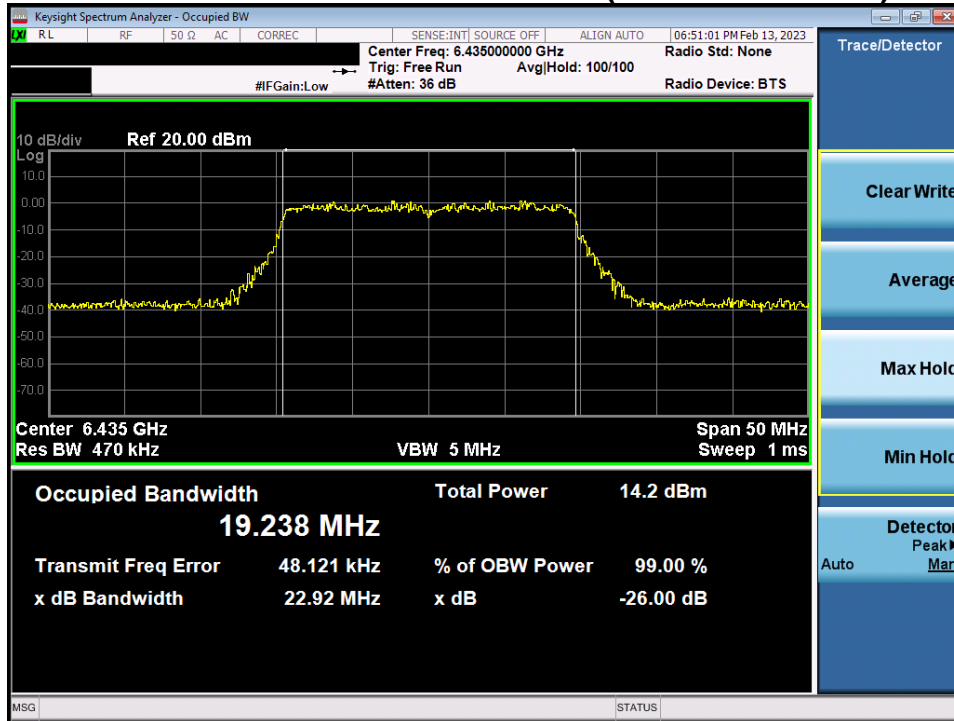 Keysight Spectrum Analyzer - Occupied BW
LXI RL RF 50 Ω AC CORREC SENSE:INT SOURCE OFF ALIGN AUTO 06:51:01 PM Feb 13, 2023
Center Freq: 6.435000000 GHz Radio Std: None
Trig: Free Run Avg|Hold: 100/100
#IFGain:Low #Atten: 36 dB Radio Device: BTS
Trace/Detector
10 dB/div Ref 20.00 dBm
Log
10.0
0.00
-10.0
-20.0
-30.0
-40.0
-50.0
-60.0
-70.0
Center 6.435 GHz Span 50 MHz
Res BW 470 kHz VBW 5 MHz Sweep 1 ms
Occupied Bandwidth Total Power 14.2 dBm
19.238 MHz
Transmit Freq Error 48.121 kHz % of OBW Power 99.00 %
x dB Bandwidth 22.92 MHz x dB -26.00 dB
Clear Write
Average
Max Hold
Min Hold
Detector
Peak
Auto Man
MSG STATUS